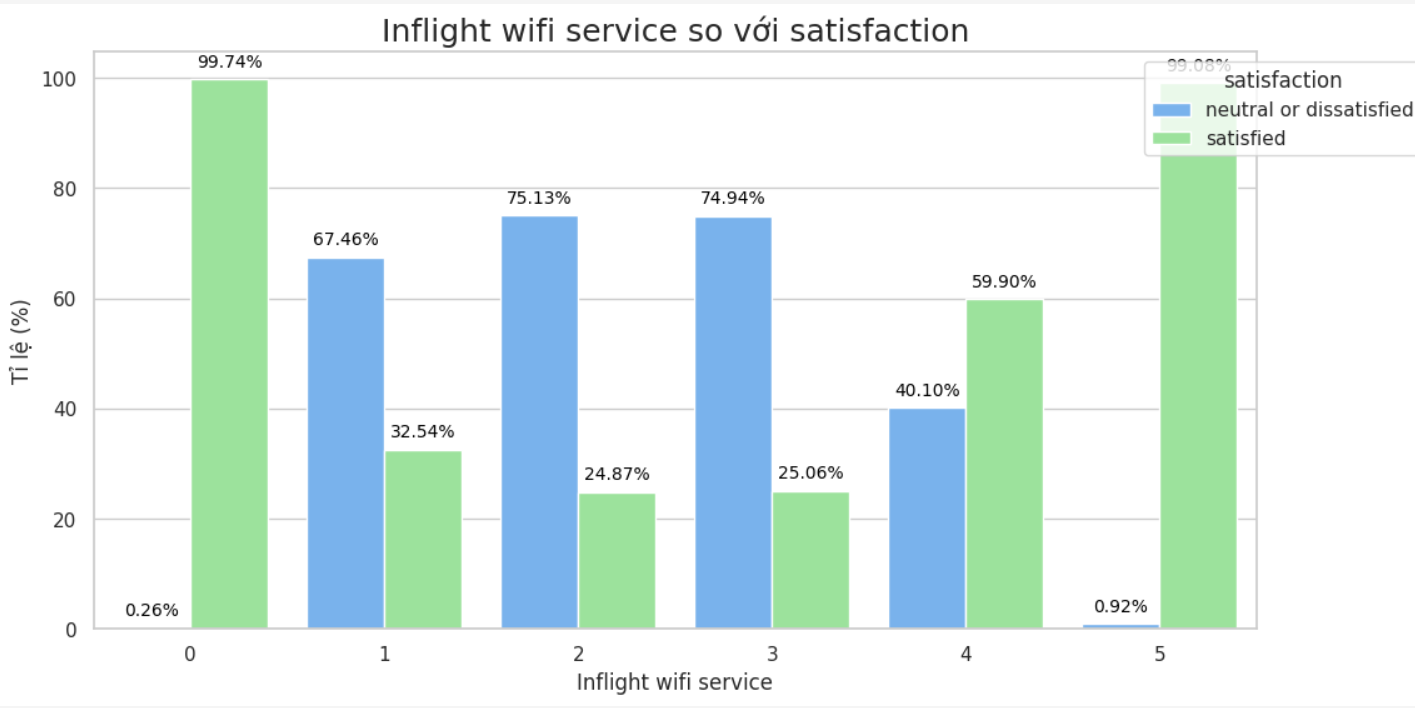 Inflight wifi service so với satisfaction
99.74%
99.08%
100
satisfaction
neutral or dissatisfied
satisfied
80
75.13%
74.94%
67.46%
60
59.90%
Tỉ lệ (%)
40
40.10%
32.54%
24.87%
25.06%
20
0.26%
0.92%
0
0 1 2 3 4 5
Inflight wifi service